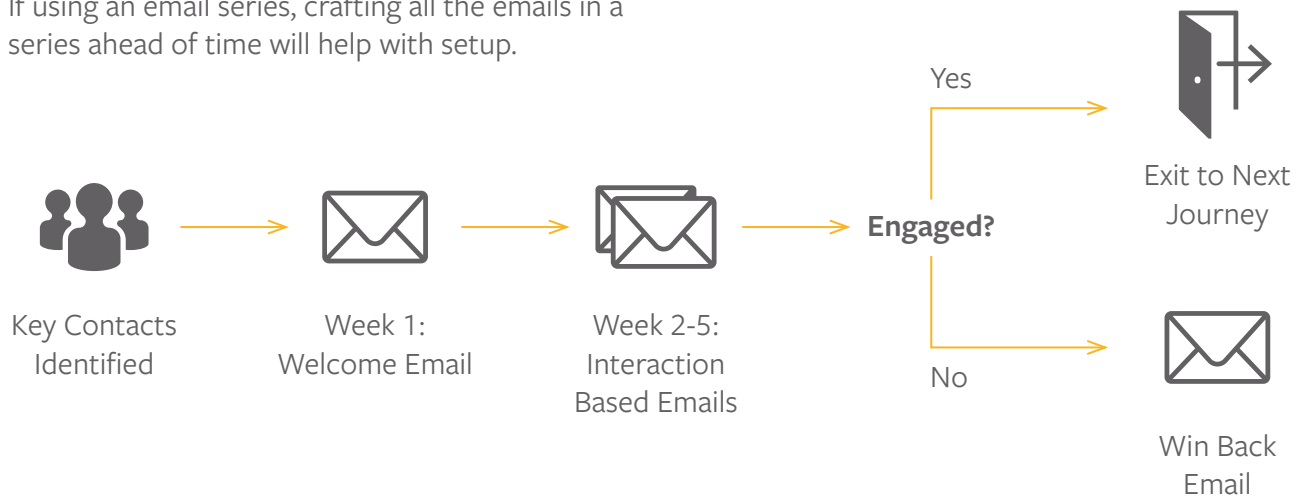 If using an email series, crafting all the emails in a
series ahead of time will help with setup.
Key Contacts
Identified
Week 1:
Welcome Email
Week 2-5:
Interaction
Based Emails
Engaged?
Yes
Exit to Next
Journey
No
Win Back
Email